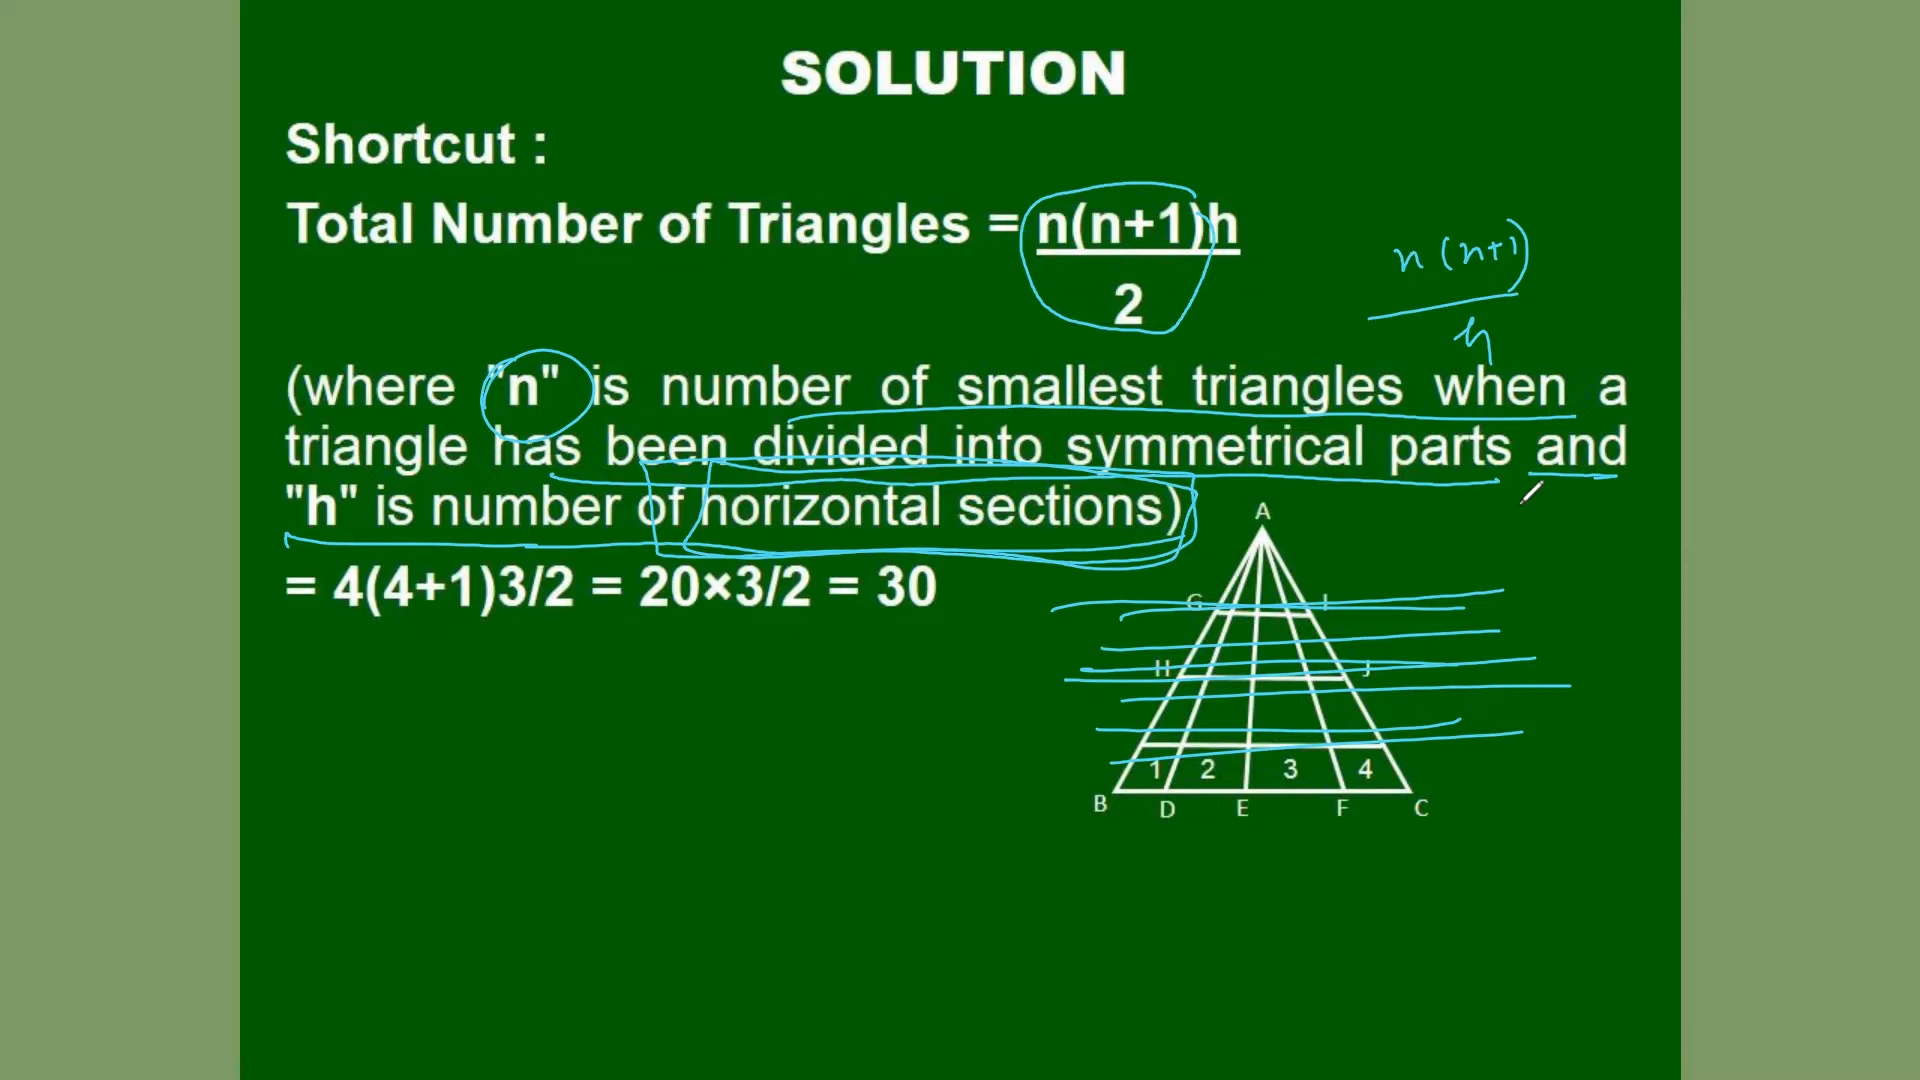 SOLUTION
Shortcut :
Total Number of Triangles = n(n+1)h
2
n (n+1)
(where "n" is number of smallest triangles when a
triangle has been divided into symmetrical parts and
"h" is number of horizontal sections)
= 4(4+1)3/2 = 20×3/2 = 30
A
G I
H J
1 2 3 4
B D E F C